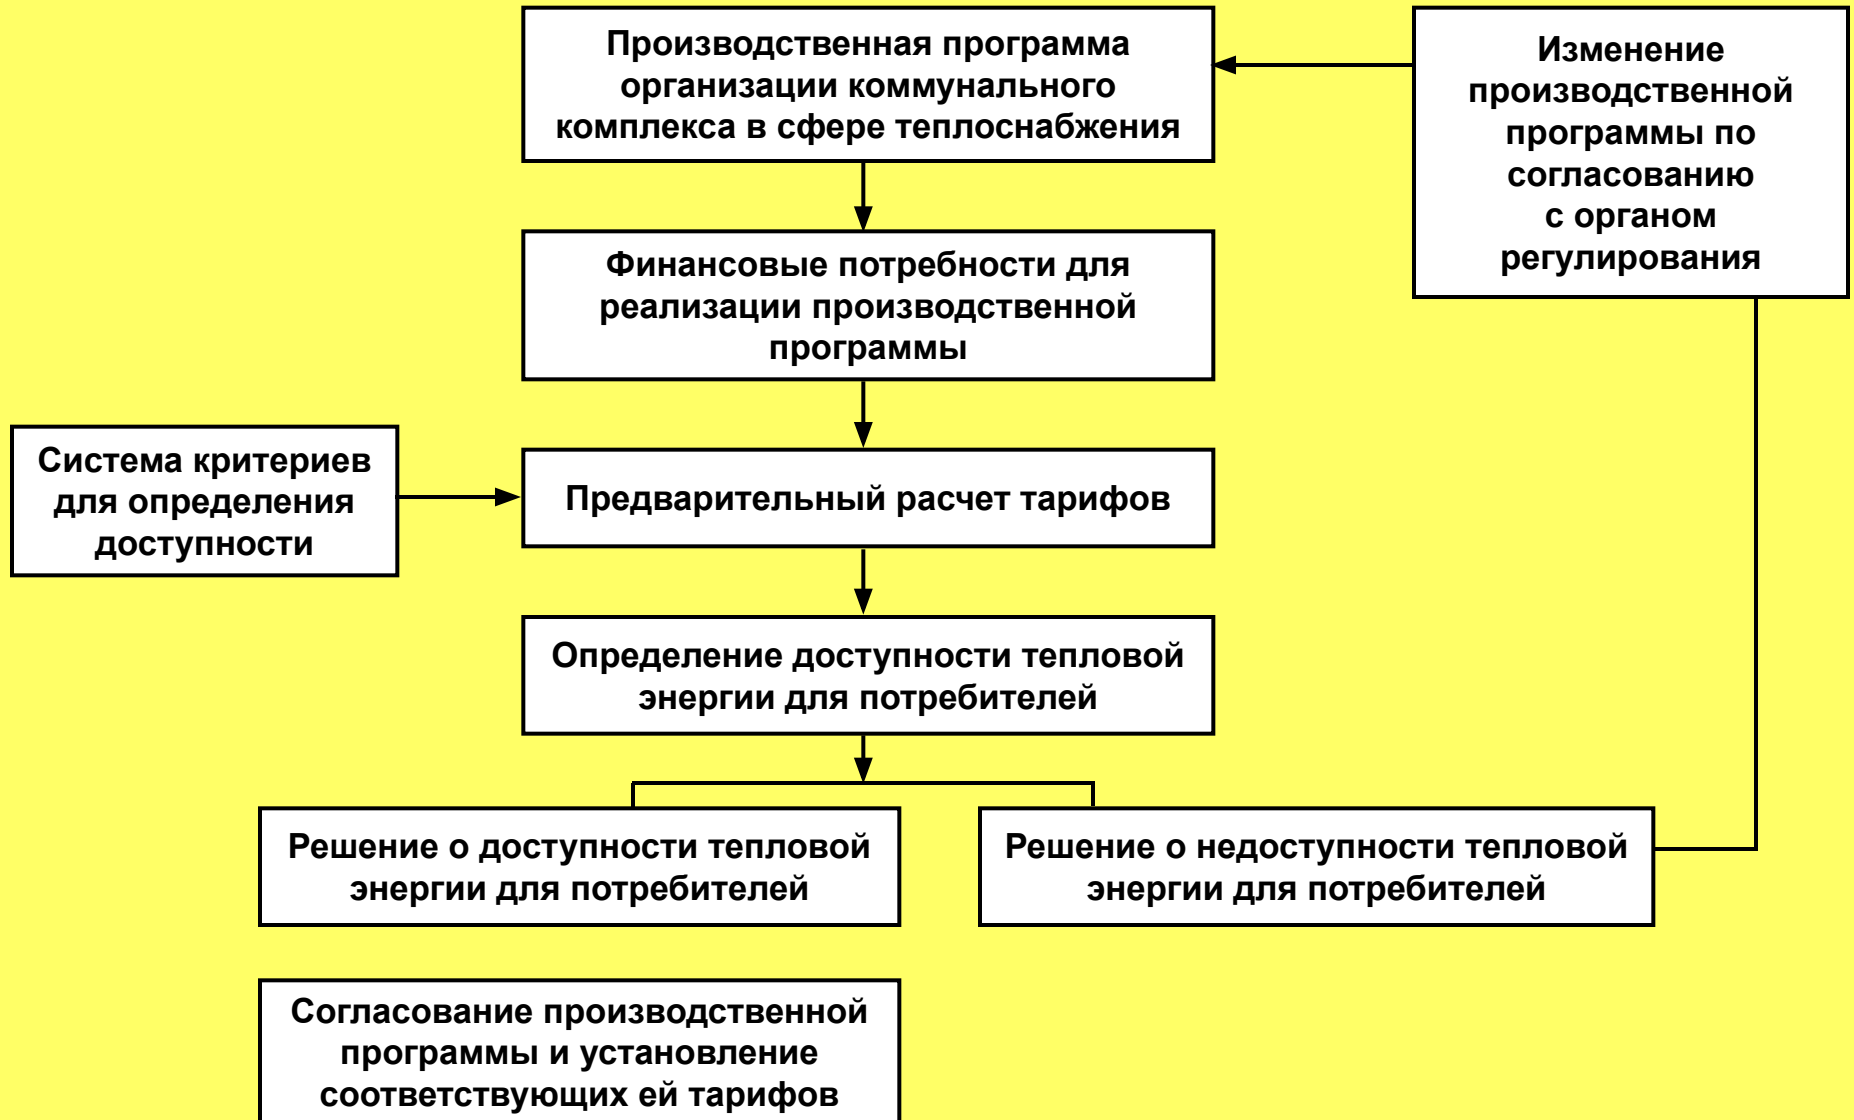 Производственная программа
организации коммунального
комплекса в сфере теплоснабжения
Изменение
производственной
программы по
согласованию
с органом
регулирования
Финансовые потребности для
реализации производственной
программы
Система критериев
для определения
доступности
Предварительный расчет тарифов
Определение доступности тепловой
энергии для потребителей
Решение о доступности тепловой
энергии для потребителей
Решение о недоступности тепловой
энергии для потребителей
Согласование производственной
программы и установление
соответствующих ей тарифов